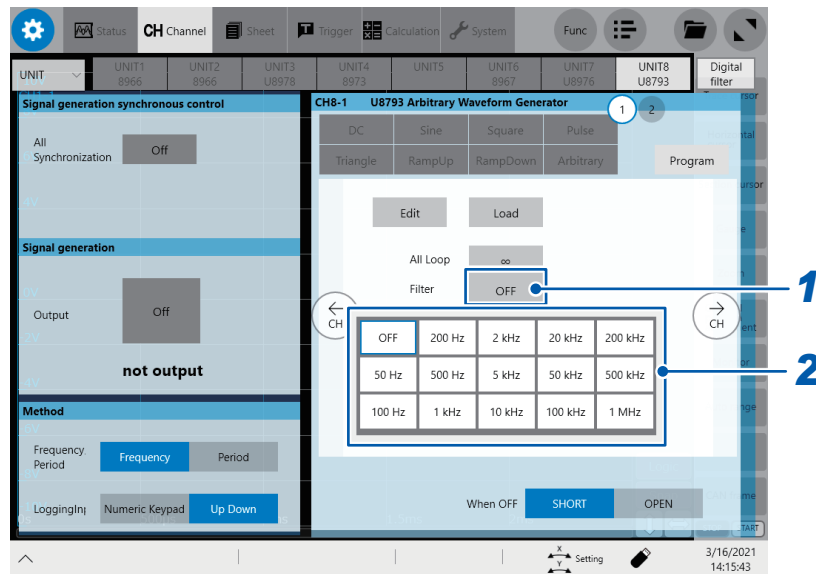 Status CH Channel Sheet Trigger Calculation System Func
UNIT UNIT1 UNIT2 UNIT3 UNIT4 UNIT5 UNIT6 UNIT7 UNIT8 Digital
8966 8966 U8978 8973 8967 U8976 U8793 filter
Signal generation synchronous control
All
Synchronization Off
Signal generation
Output Off
not output
Method
Frequency
Period Frequency Period
LoggingIn Numeric Keypad Up Down
CH8-1 U8793 Arbitrary Waveform Generator 1 2
DC Sine Square Pulse
Triangle RampUp RampDown Arbitrary Program
Edit Load
All Loop ∞
Filter OFF 1
← CH → CH
OFF 200 Hz 2 kHz 20 kHz 200 kHz
50 Hz 500 Hz 5 kHz 50 kHz 500 kHz 2
100 Hz 1 kHz 10 kHz 100 kHz 1 MHz
When OFF SHORT OPEN
START
X
Y Setting 3/16/2021
14:15:43